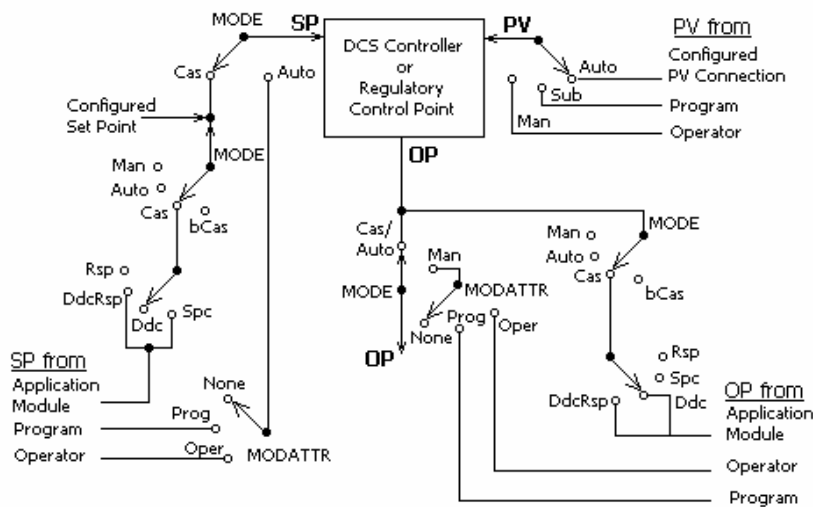 MODE
SP
DCS Controller
or
Regulatory
Control Point
PV
PV from
Configured
PV Connection
Program
Operator
Auto
Sub
Man
Cas
Auto
Configured
Set Point
MODE
Man
Auto
Cas
bCas
Rsp
DdcRsp
Ddc
Spc
SP from
Application
Module
Program
Operator
None
Prog
Oper
MODATTR
OP
Cas/
Auto
MODE
OP
Man
MODATTR
None
Prog
Oper
MODE
Man
Auto
Cas
bCas
Rsp
Spc
Ddc
DdcRsp
OP from
Application
Module
Operator
Program